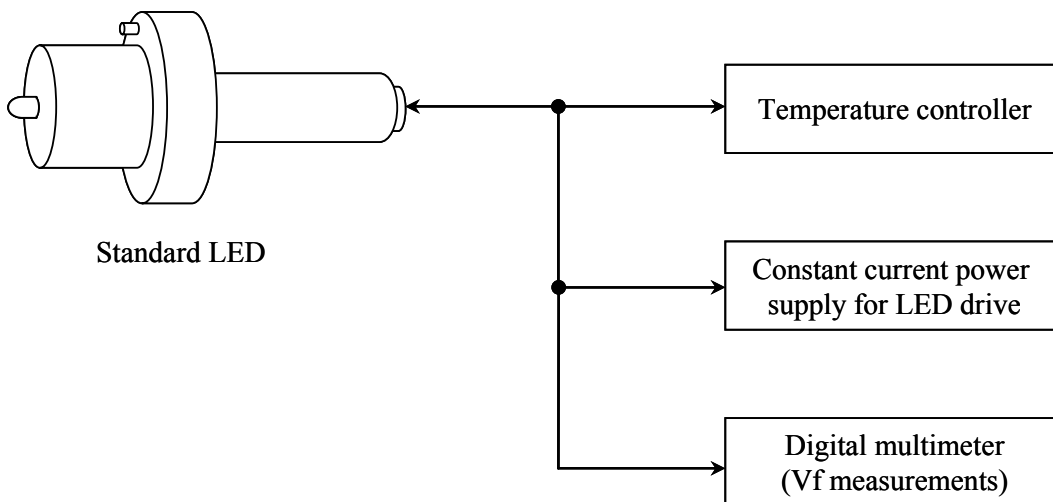 Temperature controller
Standard LED
Constant current power
supply for LED drive
Digital multimeter
(Vf measurements)